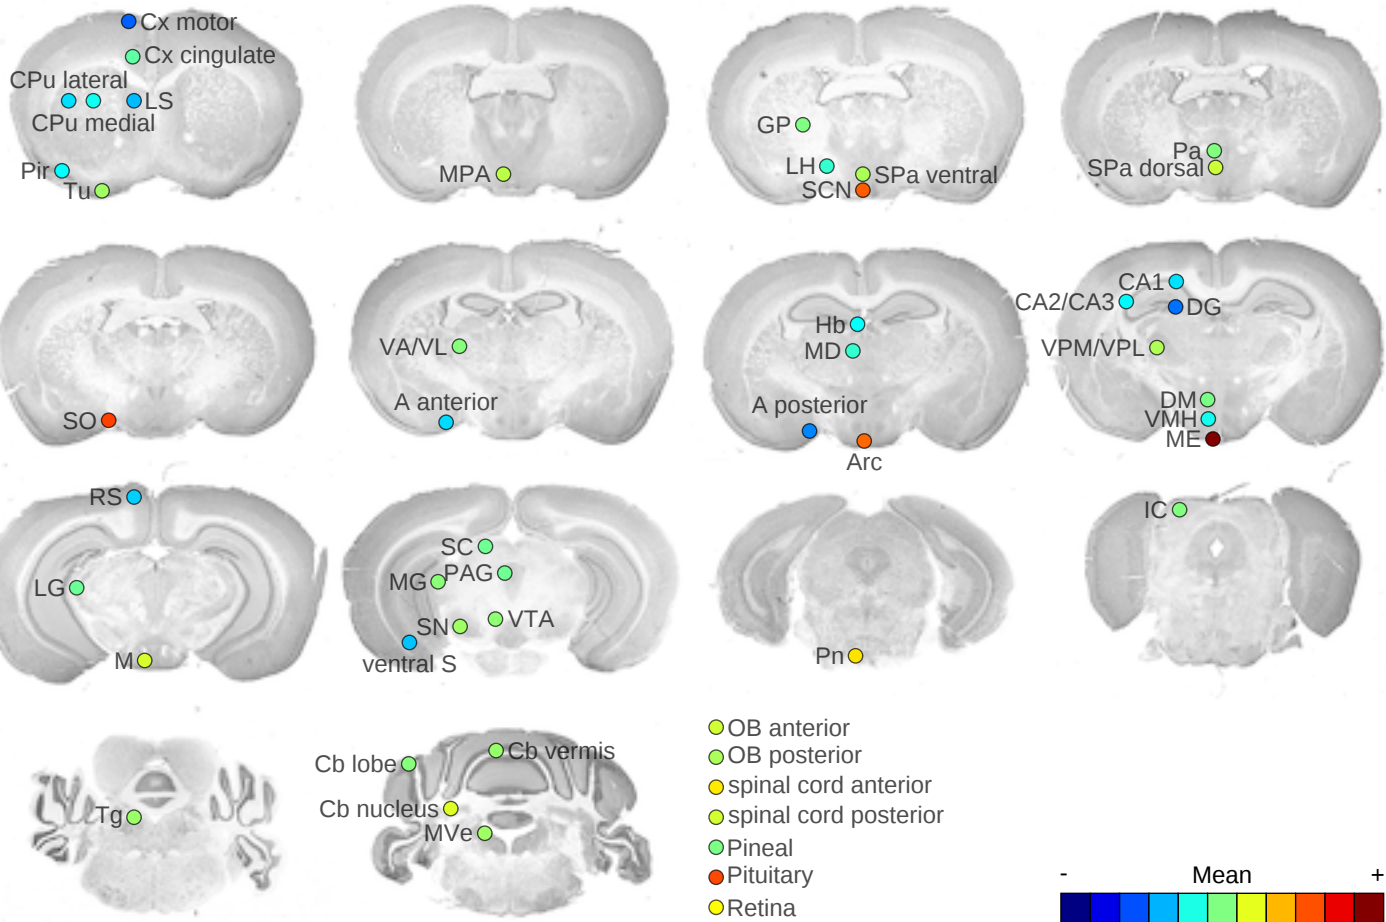 Cx motor
Cx cingulate
CPu lateral
LS
CPu medial
Pir
Tu
MPA
GP
LH
SPa ventral
SCN
Pa
SPa dorsal
SO
VA/VL
A anterior
Hb
MD
A posterior
Arc
CA1
CA2/CA3
DG
VPM/VPL
DM
VMH
ME
RS
LG
M
SC
PAG
MG
SN
VTA
ventral S
Pn
IC
Tg
Cb lobe
Cb vermis
Cb nucleus
MVe
OB anterior
OB posterior
spinal cord anterior
spinal cord posterior
Pineal
Pituitary
Retina
- Mean +